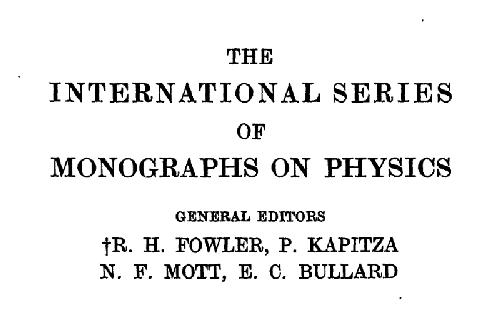 THE
INTERNATIONAL SERIES
OF
MONOGRAPHS ON PHYSICS
GENERAL EDITORS
†R. H. FOWLER, P. KAPITZA
N. F. MOTT, E. C. BULLARD